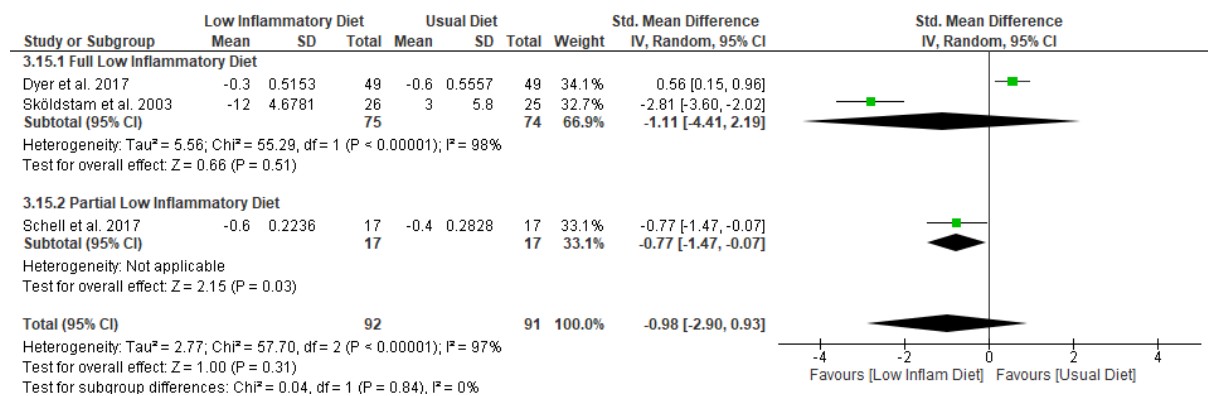 Low Inflammatory Diet Usual Diet Std. Mean Difference Std. Mean Difference
Study or Subgroup Mean SD Total Mean SD Total Weight IV, Random, 95% CI IV, Random, 95% CI
3.15.1 Full Low Inflammatory Diet
Dyer et al. 2017 -0.3 0.5153 49 -0.6 0.5557 49 34.1% 0.56 [0.15, 0.96]
Sköldstam et al. 2003 -12 4.6781 26 3 5.8 25 32.7% -2.81 [-3.60, -2.02]
Subtotal (95% CI) 75 74 66.9% -1.11 [-4.41, 2.19]
Heterogeneity: Tau² = 5.56; Chi² = 55.29, df = 1 (P < 0.00001); I² = 98%
Test for overall effect: Z = 0.66 (P = 0.51)
3.15.2 Partial Low Inflammatory Diet
Schell et al. 2017 -0.6 0.2236 17 -0.4 0.2828 17 33.1% -0.77 [-1.47, -0.07]
Subtotal (95% CI) 17 17 33.1% -0.77 [-1.47, -0.07]
Heterogeneity: Not applicable
Test for overall effect: Z = 2.15 (P = 0.03)
Total (95% CI) 92 91 100.0% -0.98 [-2.90, 0.93]
Heterogeneity: Tau² = 2.77; Chi² = 57.70, df = 2 (P < 0.00001); I² = 97%
Test for overall effect: Z = 1.00 (P = 0.31)
Test for subgroup differences: Chi² = 0.04, df = 1 (P = 0.84), I² = 0%
-4 -2 0 2 4
Favours [Low Inflam Diet] Favours [Usual Diet]